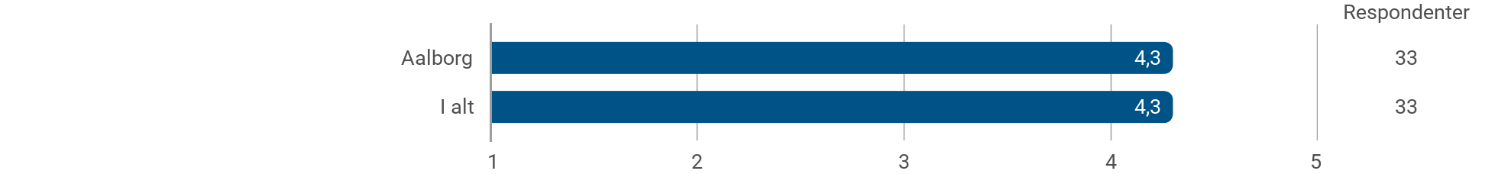 Respondenter
Aalborg 4,3 33
I alt 4,3 33
1 2 3 4 5